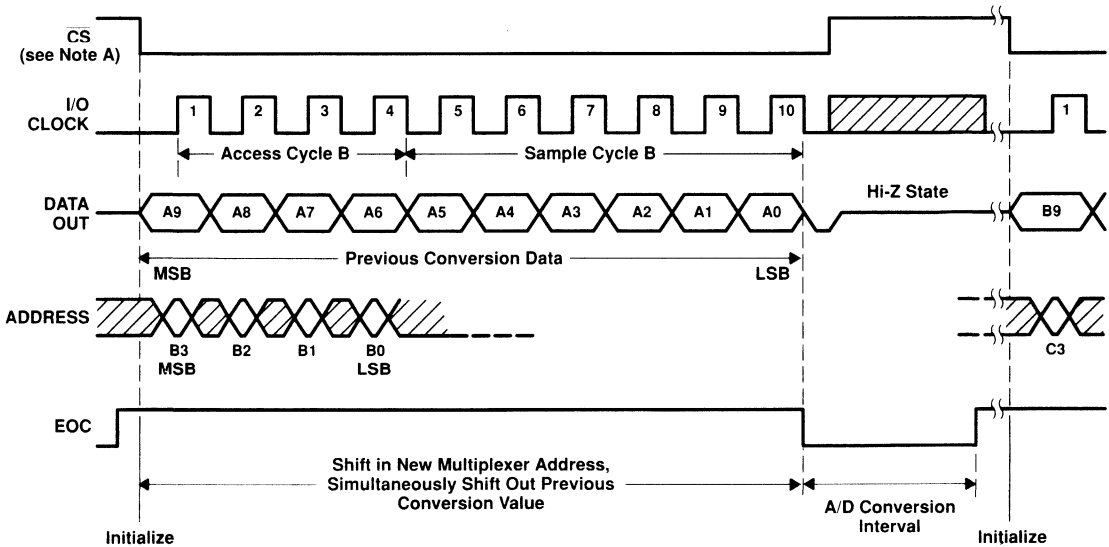 CS
(see Note A)
I/O
CLOCK
1 2 3 4 5 6 7 8 9 10 1
Access Cycle B
Sample Cycle B
DATA
OUT
A9 A8 A7 A6 A5 A4 A3 A2 A1 A0
Hi-Z State
B9
Previous Conversion Data
MSB
LSB
ADDRESS
B3 B2 B1 B0
MSB LSB
C3
EOC
Shift in New Multiplexer Address,
Simultaneously Shift Out Previous
Conversion Value
A/D Conversion
Interval
Initialize
Initialize